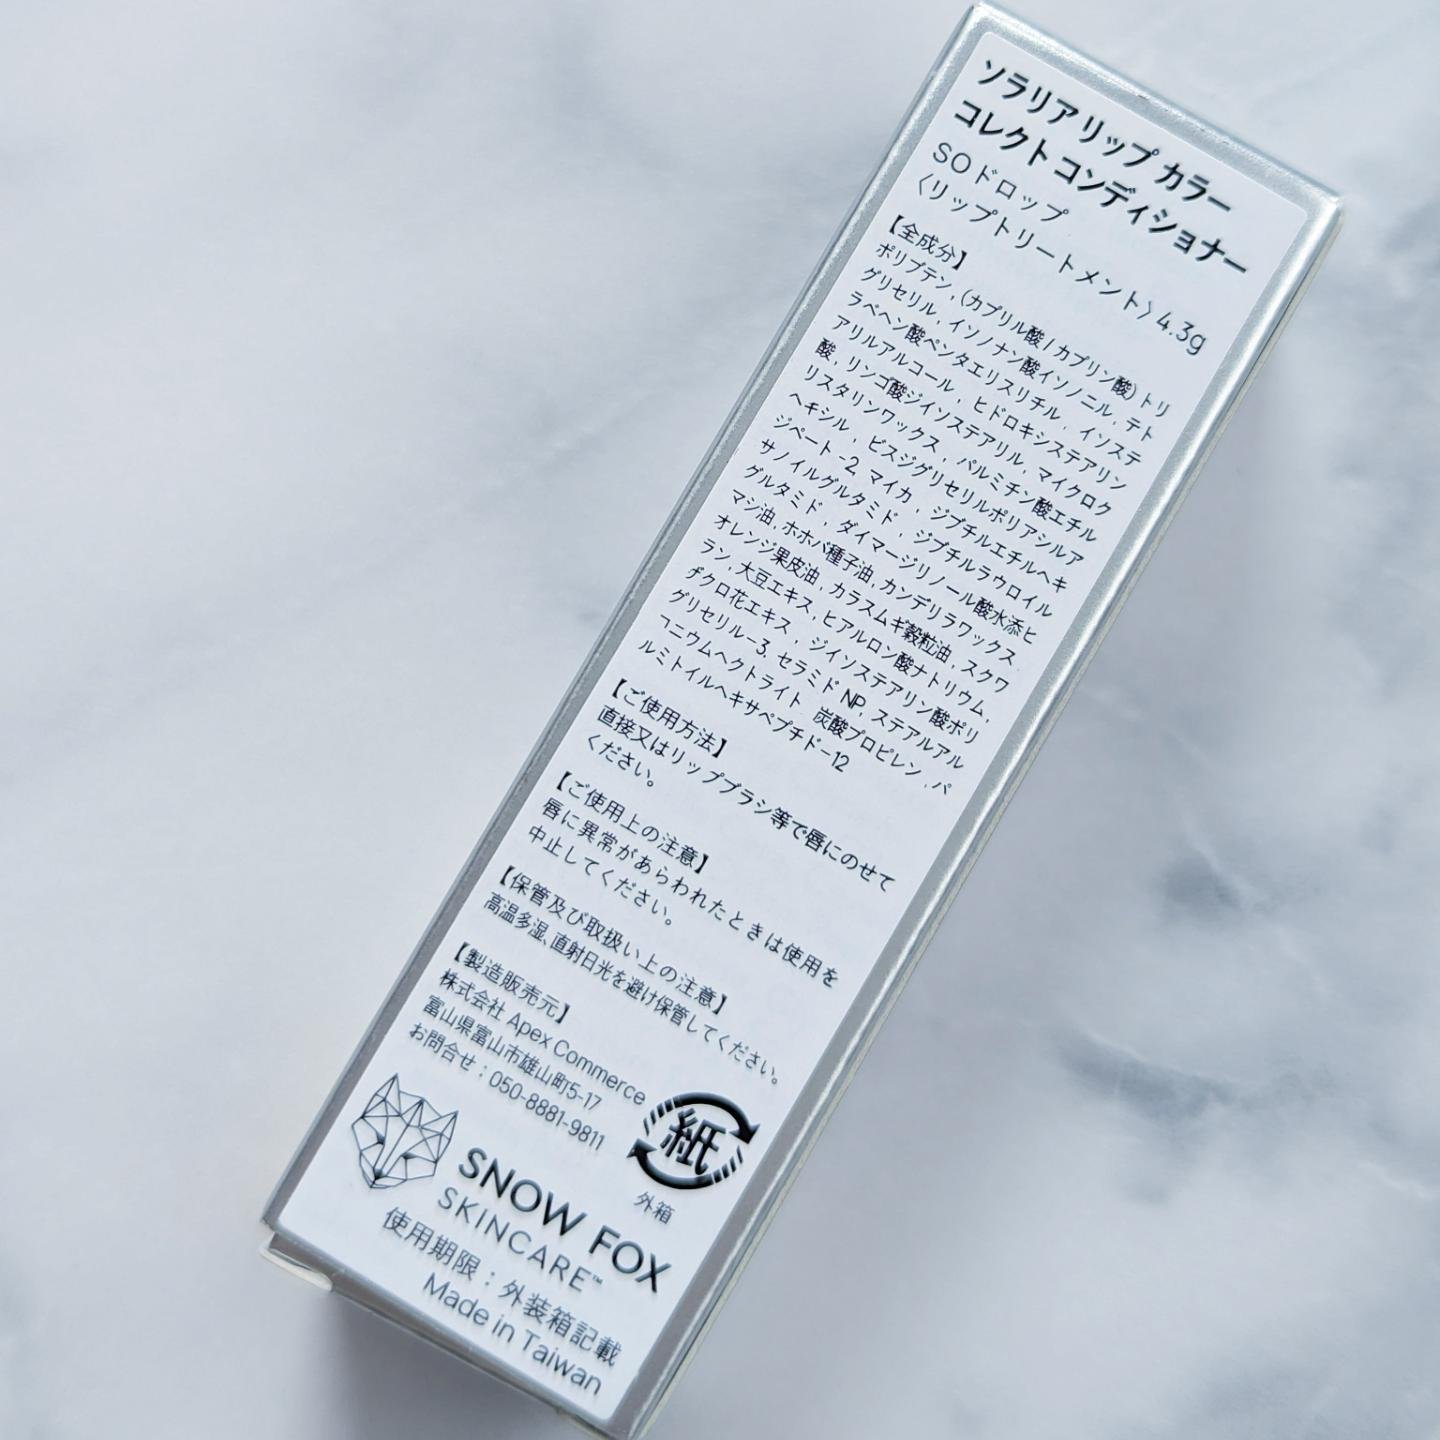 ソラリア リップ カラー
コレクト コンディショナー
SOドロップ
〈リップトリートメント〉4.3g
【全成分】
ポリブテン,(カプリル酸/カプリン酸)トリ
グリセリル, イソノナン酸イソノニル, テト
ラベヘン酸ペンタエリスリチル, イソステ
アリルアルコール, ヒドロキシステアリン
酸, リンゴ酸ジイソステアリル, マイクロク
リスタリンワックス, パルミチン酸エチル
ヘキシル, ビスジグリセリルポリアシルア
ジペート-2, マイカ, ジブチルエチルヘキ
サノイルグルタミド, ジブチルラウロイル
グルタミド, ダイマージリノール酸水添ヒ
マシ油, ホホバ種子油, カンデリラワックス,
オレンジ果皮油, カラスムギ穀粒油, スクワ
ラン, 大豆エキス, ヒアルロン酸ナトリウム,
チクロ花エキス, ジイソステアリン酸ポリ
グリセリル-3, セラミドNP, ステアルアル
コニウムヘクトライト 炭酸プロピレン, パ
ルミトイルヘキサペプチド-12
【ご使用方法】
直接又はリップブラシ等で唇にのせて
ください。
【ご使用上の注意】
唇に異常があらわれたときは使用を
中止してください。
【保管及び取扱い上の注意】
高温多湿、直射日光を避け保管してください。
【製造販売元】
株式会社 Apex Commerce
富山県富山市雄山町5-17
お問合せ:050-8881-9811
紙
外箱
SNOW FOX
SKINCARE™
使用期限:外装箱記載
Made in Taiwan